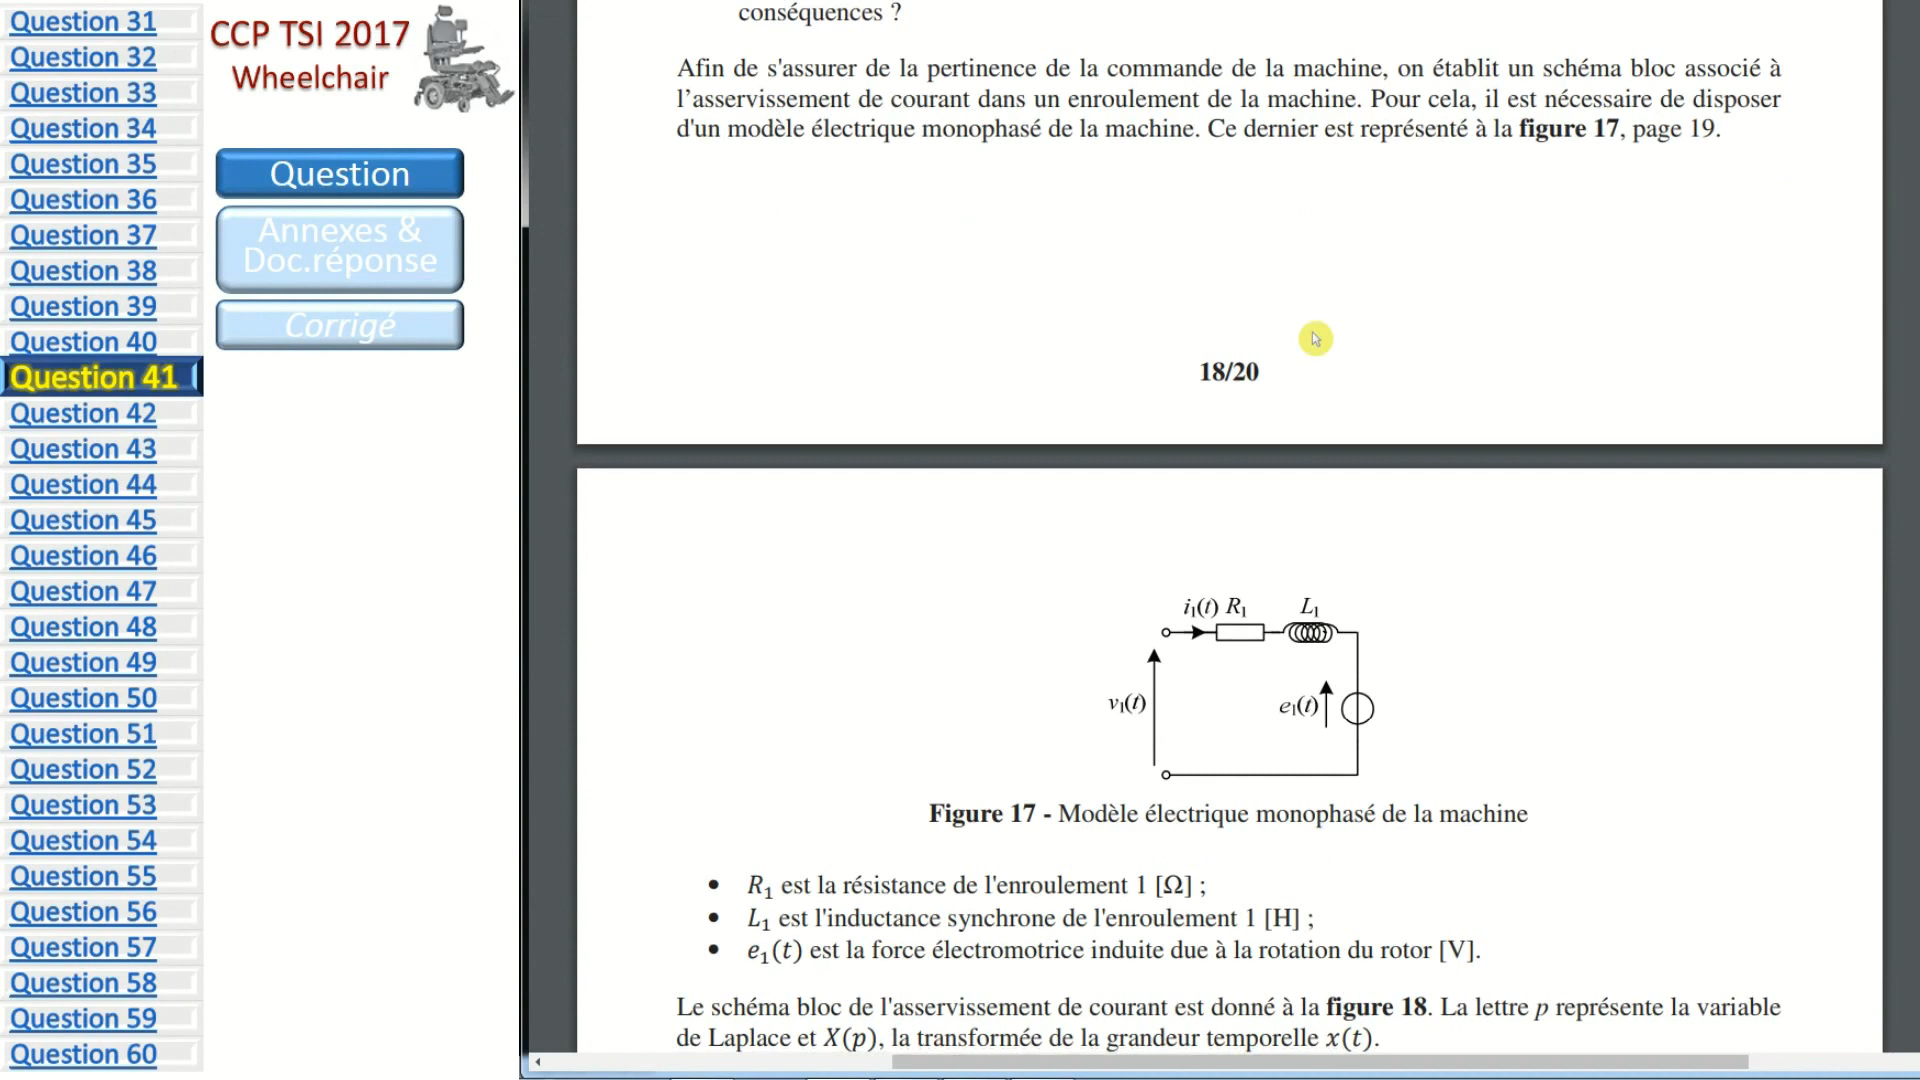 Question 31
Question 32
Question 33
Question 34
Question 35
Question 36
Question 37
Question 38
Question 39
Question 40
Question 41
Question 42
Question 43
Question 44
Question 45
Question 46
Question 47
Question 48
Question 49
Question 50
Question 51
Question 52
Question 53
Question 54
Question 55
Question 56
Question 57
Question 58
Question 59
Question 60
CCP TSI 2017
Wheelchair
Question
Annexes &
Doc.réponse
Corrigé
conséquences ?
Afin de s'assurer de la pertinence de la commande de la machine, on établit un schéma bloc associé à
l’asservissement de courant dans un enroulement de la machine. Pour cela, il est nécessaire de disposer
d'un modèle électrique monophasé de la machine. Ce dernier est représenté à la figure 17, page 19.
18/20
i₁(t) R₁ L₁
v₁(t)
e₁(t)
Figure 17 - Modèle électrique monophasé de la machine
• R₁ est la résistance de l'enroulement 1 [Ω] ;
• L₁ est l'inductance synchrone de l'enroulement 1 [H] ;
• e₁(t) est la force électromotrice induite due à la rotation du rotor [V].
Le schéma bloc de l'asservissement de courant est donné à la figure 18. La lettre p représente la variable
de Laplace et X(p), la transformée de la grandeur temporelle x(t).